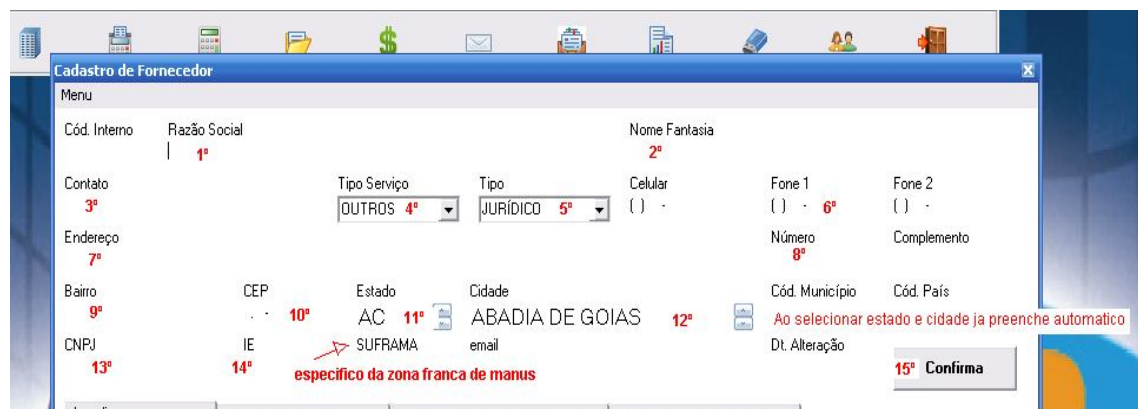 Cadastro de Fornecedor
Menu
Cód. Interno Razão Social Nome Fantasia
1º 2º
Contato Tipo Serviço Tipo Celular Fone 1 Fone 2
3º OUTROS 4º JURÍDICO 5º ( ) - ( ) - 6º ( ) -
Endereço Número Complemento
7º 8º
Bairro CEP Estado Cidade Cód. Município Cód. País
9º . - 10º AC 11º ABADIA DE GOIAS 12º Ao selecionar estado e cidade ja preenche automatico
CNPJ IE SUFRAMA email Dt. Alteração
13º 14º especifico da zona franca de manus 15º Confirma